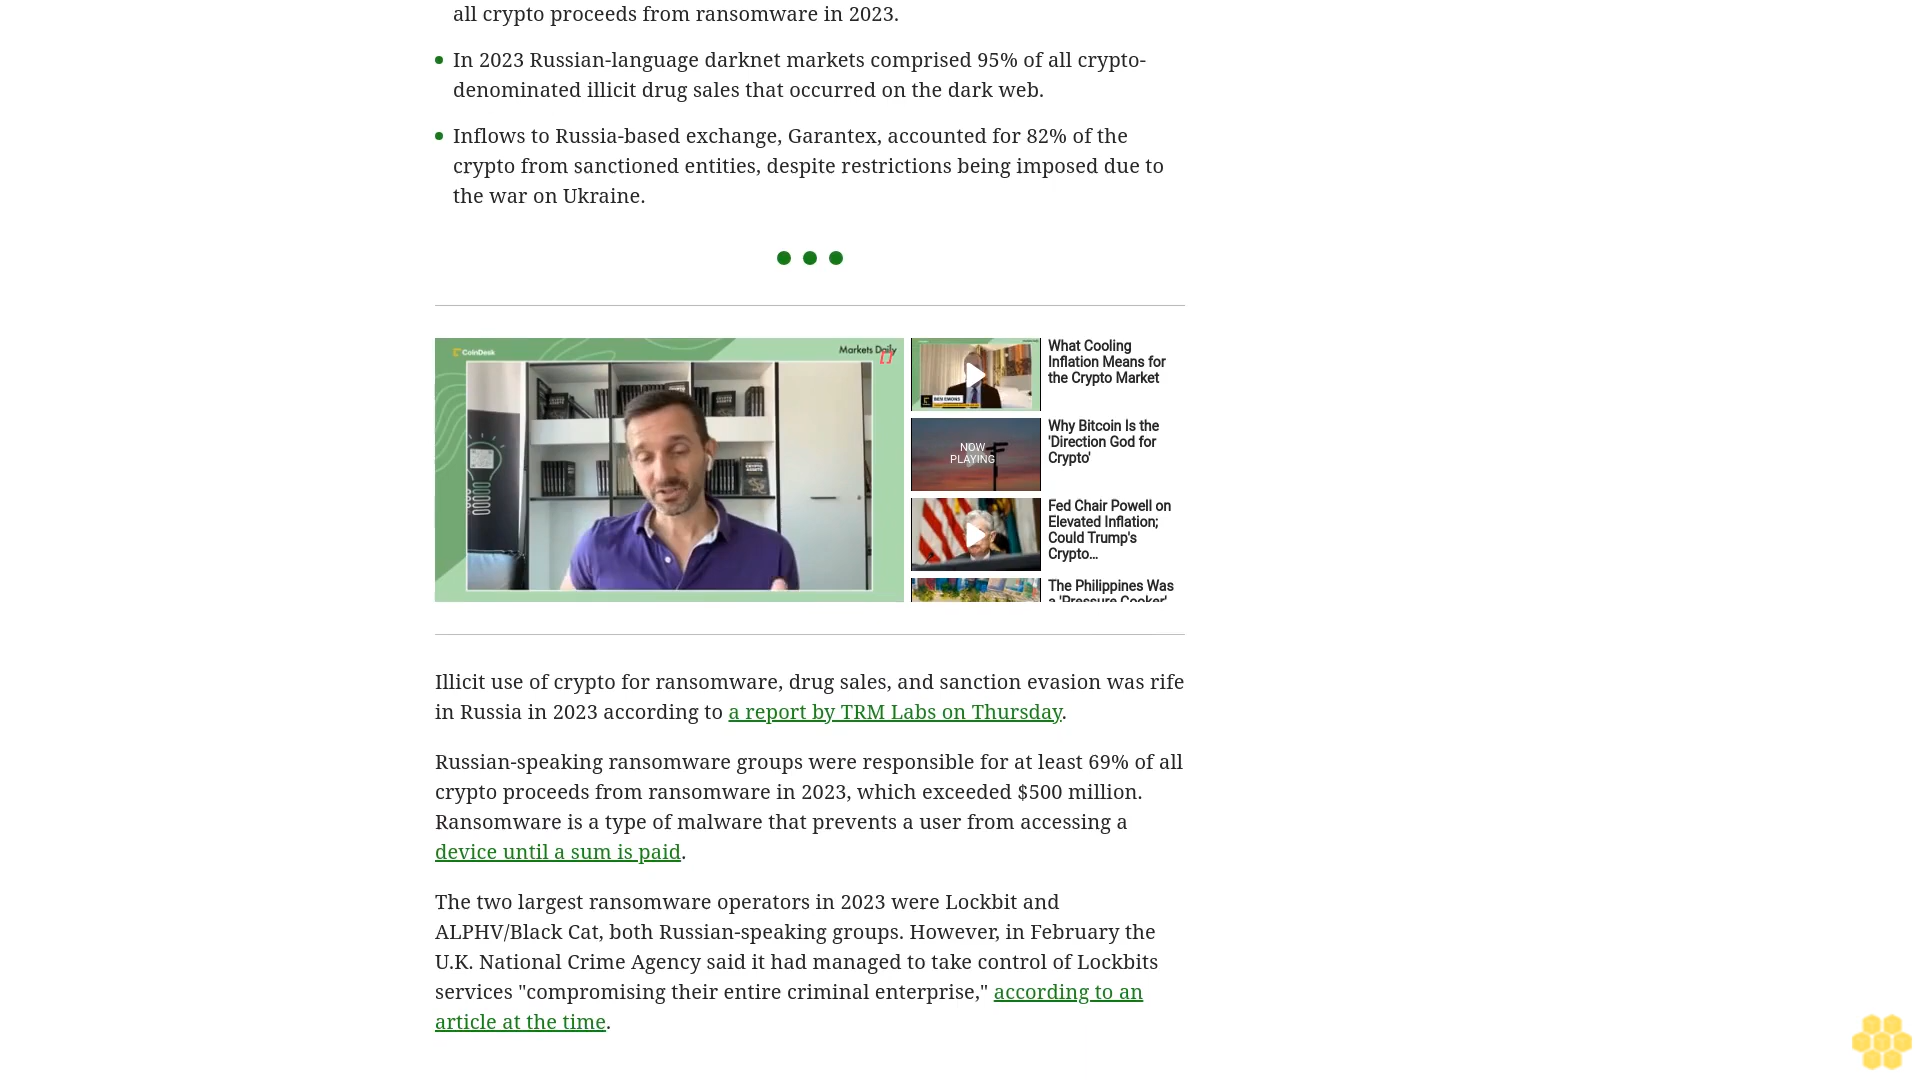 all crypto proceeds from ransomware in 2023.
In 2023 Russian-language darknet markets comprised 95% of all crypto-
denominated illicit drug sales that occurred on the dark web.
Inflows to Russia-based exchange, Garantex, accounted for 82% of the
crypto from sanctioned entities, despite restrictions being imposed due to
the war on Ukraine.
CoinDesk
Markets Daily
What Cooling
Inflation Means for
the Crypto Market
BEN EMONS
NOW
PLAYING
Why Bitcoin Is the
'Direction God for
Crypto'
Fed Chair Powell on
Elevated Inflation;
Could Trump's
Crypto...
The Philippines Was
a 'Pressure Cooker'
Illicit use of crypto for ransomware, drug sales, and sanction evasion was rife
in Russia in 2023 according to a report by TRM Labs on Thursday.
Russian-speaking ransomware groups were responsible for at least 69% of all
crypto proceeds from ransomware in 2023, which exceeded $500 million.
Ransomware is a type of malware that prevents a user from accessing a
device until a sum is paid.
The two largest ransomware operators in 2023 were Lockbit and
ALPHV/Black Cat, both Russian-speaking groups. However, in February the
U.K. National Crime Agency said it had managed to take control of Lockbits
services "compromising their entire criminal enterprise," according to an
article at the time.